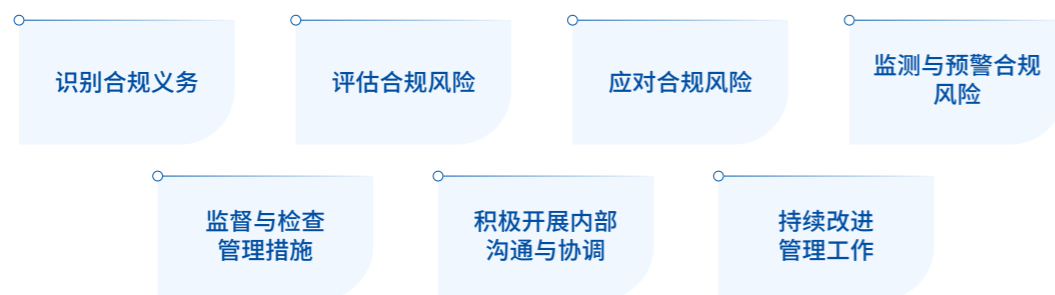 识别合规义务
评估合规风险
应对合规风险
监测与预警合规
风险
监督与检查
管理措施
积极开展内部
沟通与协调
持续改进
管理工作